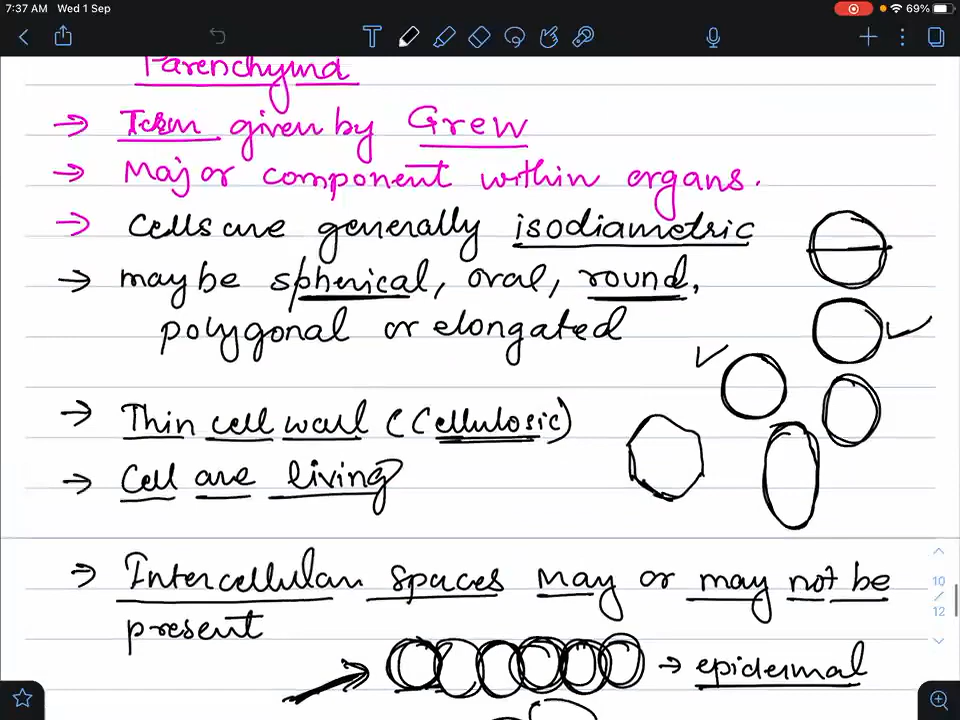 7:37 AM Wed 1 Sep
69%
Parenchyma
→ Term given by Grew
→ Major component within organs.
→ Cells are generally isodiametric
→ may be spherical, oval, round,
polygonal or elongated
→ Thin cell wall (Cellulosic)
→ Cell are living
→ Intercellular spaces may or may not be
present
→ epidermal
10
/
12